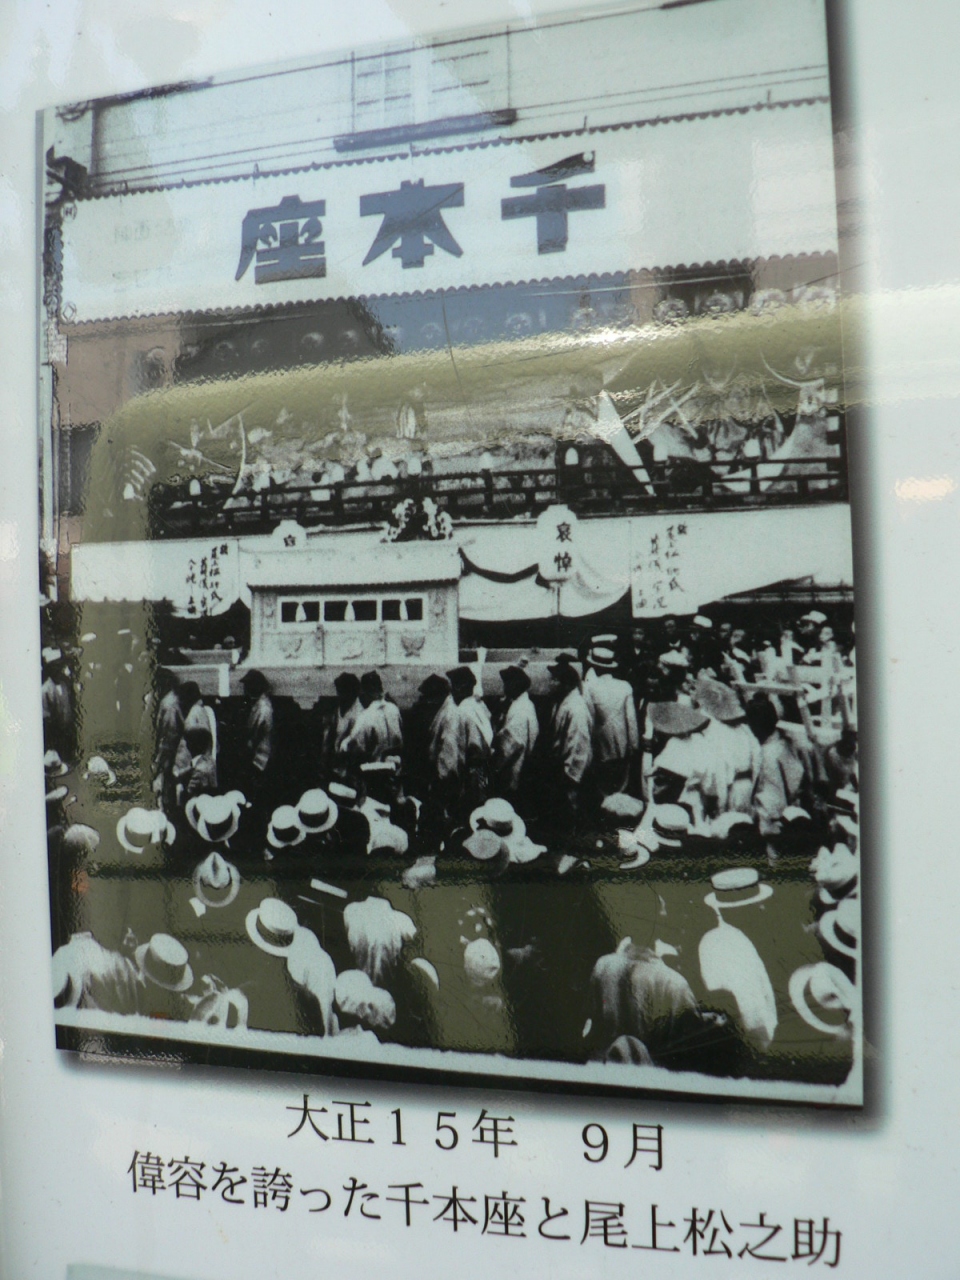 千本座
哀悼
大正１５年　９月
偉容を誇った千本座と尾上松之助